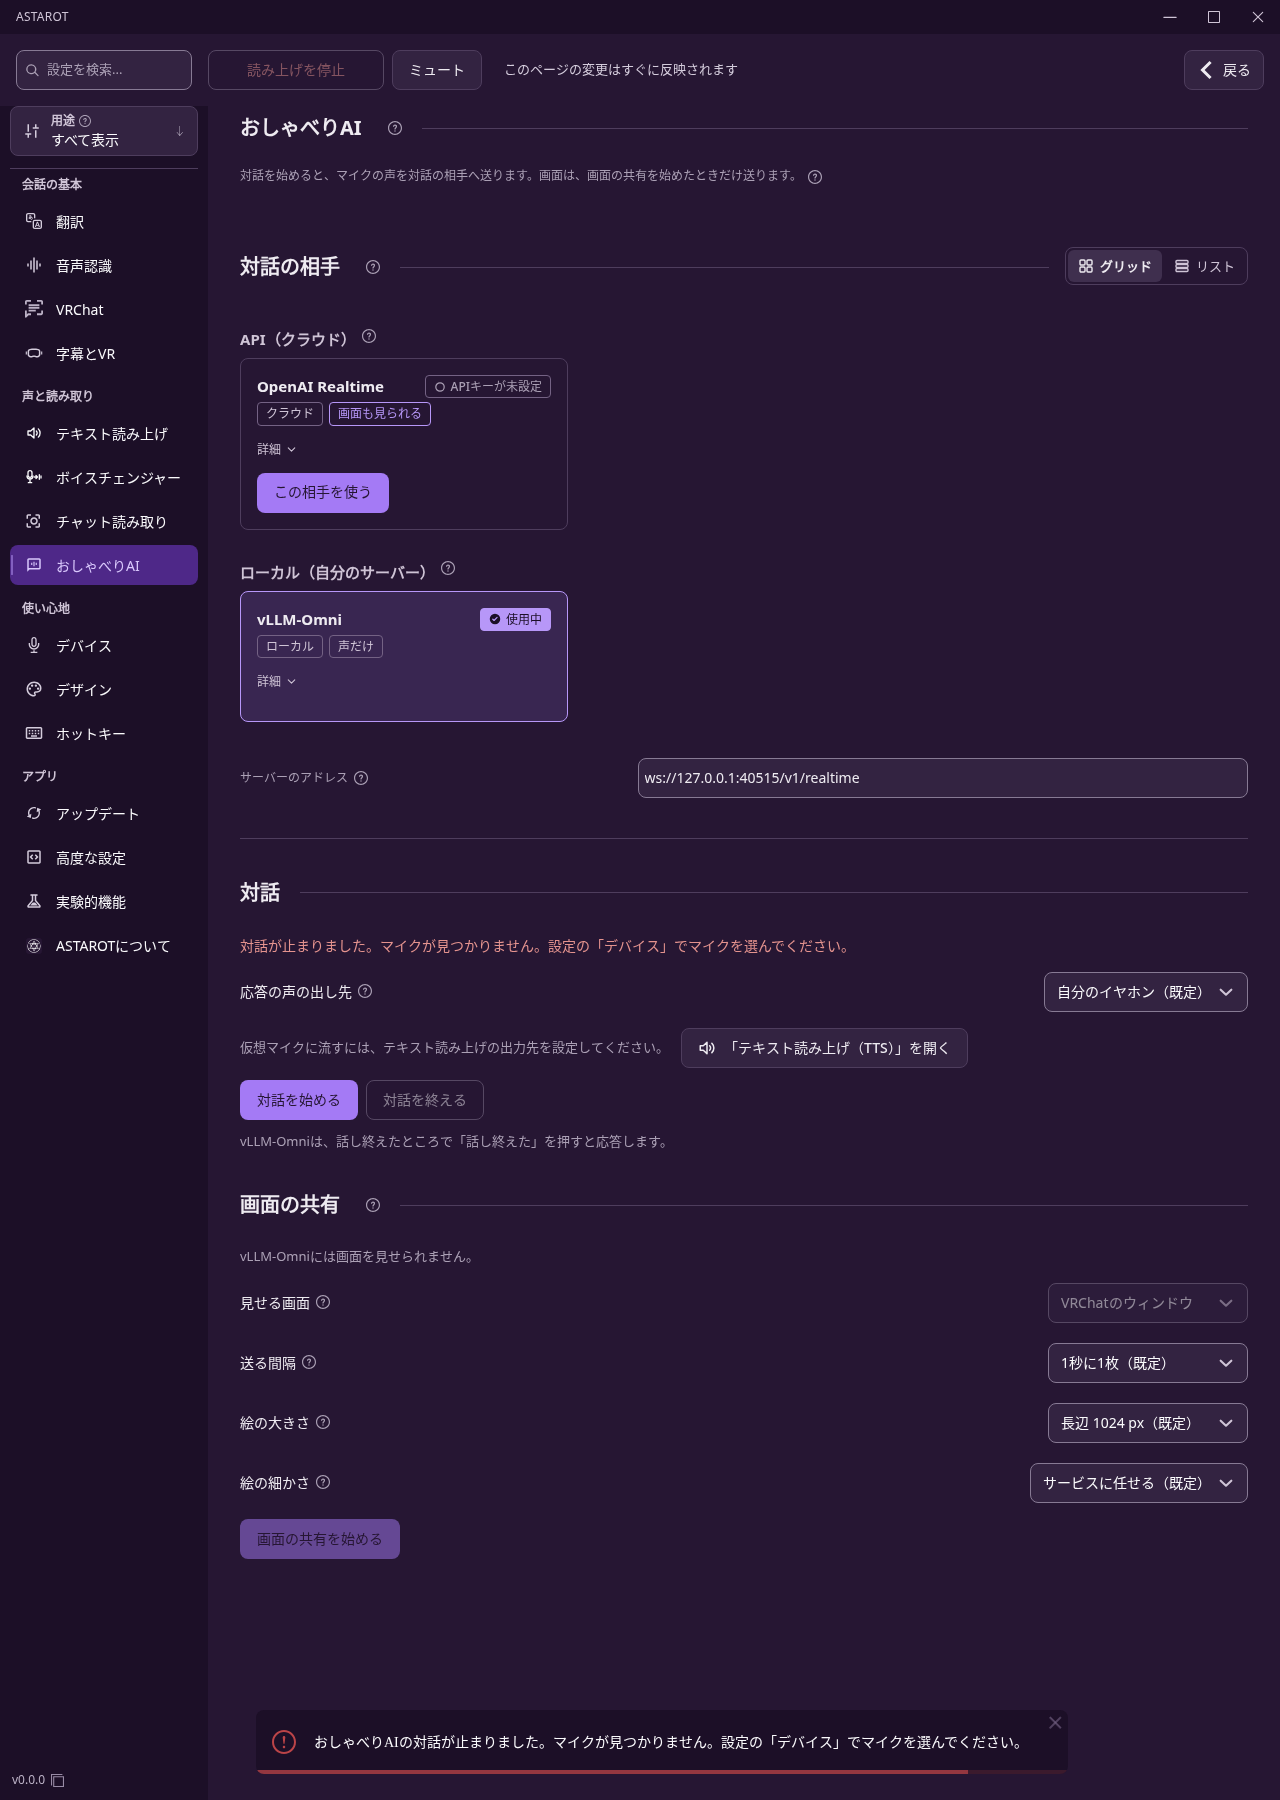 ASTAROT
設定を検索...
読み上げを停止
ミュート
このページの変更はすぐに反映されます
戻る
用途
すべて表示
会話の基本
翻訳
音声認識
VRChat
字幕とVR
声と読み取り
テキスト読み上げ
ボイスチェンジャー
チャット読み取り
おしゃべりAI
使い心地
デバイス
デザイン
ホットキー
アプリ
アップデート
高度な設定
実験的機能
ASTAROTについて
v0.0.0
おしゃべりAI
対話を始めると、マイクの声を対話の相手へ送ります。画面は、画面の共有を始めたときだけ送ります。
対話の相手
グリッド
リスト
API（クラウド）
OpenAI Realtime
APIキーが未設定
クラウド
画面も見られる
詳細
この相手を使う
ローカル（自分のサーバー）
vLLM-Omni
使用中
ローカル
声だけ
詳細
サーバーのアドレス
ws://127.0.0.1:40515/v1/realtime
対話
対話が止まりました。マイクが見つかりません。設定の「デバイス」でマイクを選んでください。
応答の声の出し先
自分のイヤホン（既定）
仮想マイクに流すには、テキスト読み上げの出力先を設定してください。
「テキスト読み上げ（TTS）」を開く
対話を始める
対話を終える
vLLM-Omniは、話し終えたところで「話し終えた」を押すと応答します。
画面の共有
vLLM-Omniには画面を見せられません。
見せる画面
VRChatのウィンドウ
送る間隔
1秒に1枚（既定）
絵の大きさ
長辺 1024 px（既定）
絵の細かさ
サービスに任せる（既定）
画面の共有を始める
おしゃべりAIの対話が止まりました。マイクが見つかりません。設定の「デバイス」でマイクを選んでください。